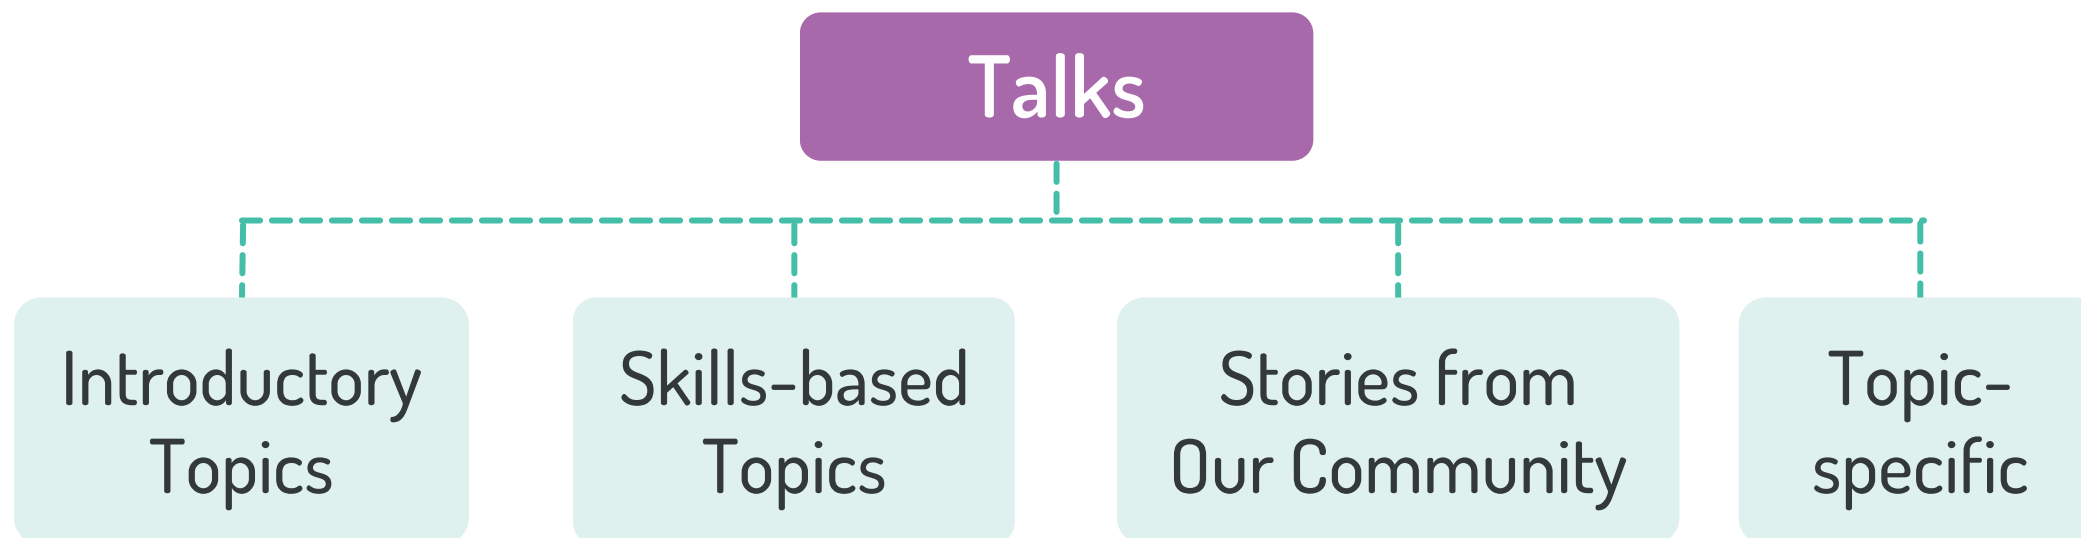 Talks
Introductory
Topics
Skills-based
Topics
Stories from
Our Community
Topic-
specific